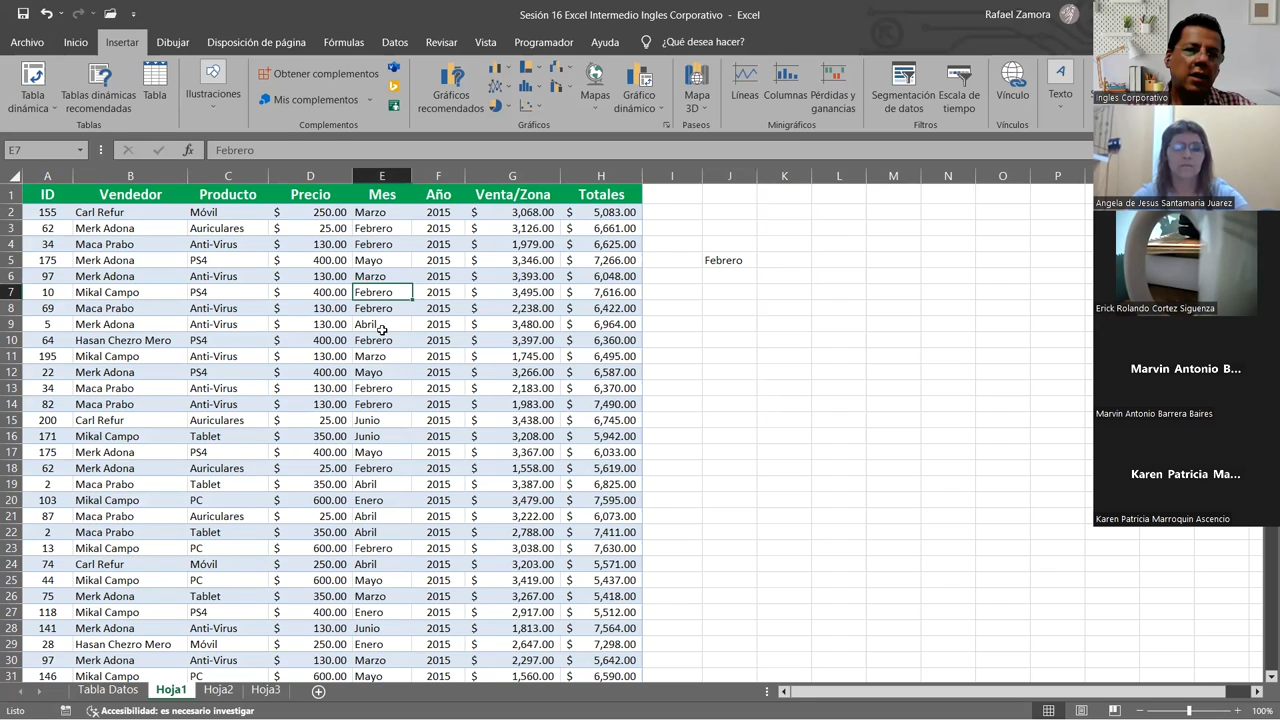 Sesión 16 Excel Intermedio Ingles Corporativo - Excel
Rafael Zamora
Archivo Inicio Insertar Dibujar Disposición de página Fórmulas Datos Revisar Vista Programador Ayuda ¿Qué desea hacer?
Tabla dinámica
Tablas dinámicas recomendadas
Tabla
Tablas
Ilustraciones
Obtener complementos
Mis complementos
Complementos
Gráficos recomendados
Mapas
Gráfico dinámico
Gráficos
Mapa 3D
Paseos
Líneas
Columnas
Pérdidas y ganancias
Minigráficos
Segmentación de datos
Escala de tiempo
Filtros
Vínculo
Vínculos
Texto
E7 fx Febrero
A B C D E F G H I J K L M N O P
1 ID Vendedor Producto Precio Mes Año Venta/Zona Totales
2 155 Carl Refur Móvil $ 250.00 Marzo 2015 $ 3,068.00 $ 5,083.00
3 62 Merk Adona Auriculares $ 25.00 Febrero 2015 $ 3,126.00 $ 6,661.00
4 34 Maca Prabo Anti-Virus $ 130.00 Febrero 2015 $ 1,979.00 $ 6,625.00
5 175 Merk Adona PS4 $ 400.00 Mayo 2015 $ 3,346.00 $ 7,266.00 Febrero
6 97 Merk Adona Anti-Virus $ 130.00 Marzo 2015 $ 3,393.00 $ 6,048.00
7 10 Mikal Campo PS4 $ 400.00 Febrero 2015 $ 3,495.00 $ 7,616.00
8 69 Maca Prabo Anti-Virus $ 130.00 Febrero 2015 $ 2,238.00 $ 6,422.00
9 5 Merk Adona Anti-Virus $ 130.00 Abril 2015 $ 3,480.00 $ 6,964.00
10 64 Hasan Chezro Mero PS4 $ 400.00 Febrero 2015 $ 3,397.00 $ 6,360.00
11 195 Mikal Campo Anti-Virus $ 130.00 Marzo 2015 $ 1,745.00 $ 6,495.00
12 22 Merk Adona PS4 $ 400.00 Mayo 2015 $ 3,266.00 $ 6,587.00
13 34 Maca Prabo Anti-Virus $ 130.00 Febrero 2015 $ 2,183.00 $ 6,370.00
14 82 Maca Prabo Anti-Virus $ 130.00 Febrero 2015 $ 1,983.00 $ 7,490.00
15 200 Carl Refur Auriculares $ 25.00 Junio 2015 $ 3,438.00 $ 6,745.00
16 171 Mikal Campo Tablet $ 350.00 Junio 2015 $ 3,208.00 $ 5,942.00
17 175 Merk Adona PS4 $ 400.00 Mayo 2015 $ 3,367.00 $ 6,033.00
18 62 Merk Adona Auriculares $ 25.00 Febrero 2015 $ 1,558.00 $ 5,619.00
19 2 Maca Prabo Tablet $ 350.00 Abril 2015 $ 3,387.00 $ 6,825.00
20 103 Mikal Campo PC $ 600.00 Enero 2015 $ 3,479.00 $ 7,595.00
21 87 Maca Prabo Auriculares $ 25.00 Abril 2015 $ 3,222.00 $ 6,073.00
22 2 Maca Prabo Tablet $ 350.00 Abril 2015 $ 2,788.00 $ 7,411.00
23 13 Mikal Campo PC $ 600.00 Febrero 2015 $ 3,038.00 $ 7,630.00
24 74 Carl Refur Móvil $ 250.00 Abril 2015 $ 3,203.00 $ 5,571.00
25 44 Mikal Campo PC $ 600.00 Mayo 2015 $ 3,419.00 $ 5,437.00
26 75 Merk Adona Tablet $ 350.00 Marzo 2015 $ 3,267.00 $ 5,418.00
27 118 Mikal Campo PS4 $ 400.00 Enero 2015 $ 2,917.00 $ 5,512.00
28 141 Merk Adona Anti-Virus $ 130.00 Junio 2015 $ 1,813.00 $ 7,564.00
29 28 Hasan Chezro Mero Móvil $ 250.00 Enero 2015 $ 2,647.00 $ 7,298.00
30 97 Merk Adona Anti-Virus $ 130.00 Marzo 2015 $ 2,297.00 $ 5,642.00
31 146 Mikal Campo PC $ 600.00 Mayo 2015 $ 1,560.00 $ 6,590.00
Tabla Datos Hoja1 Hoja2 Hoja3
Listo Accesibilidad: es necesario investigar 100%
Ingles Corporativo
Angela de Jesus Santamaria Juarez
Erick Rolando Cortez Siguenza
Marvin Antonio B...
Marvin Antonio Barrera Baires
Karen Patricia Ma...
Karen Patricia Marroquin Ascencio